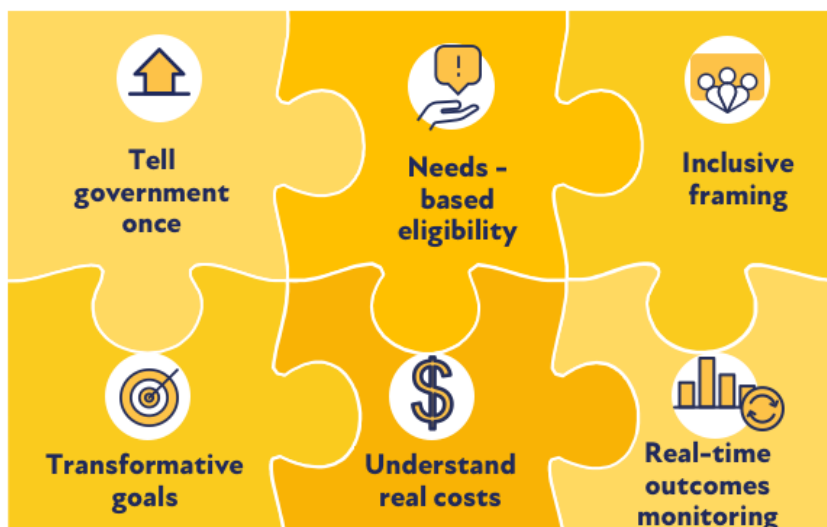 Tell
government
once
Needs -
based
eligibility
Inclusive
framing
Transformative
goals
Understand
real costs
Real-time
outcomes
monitoring